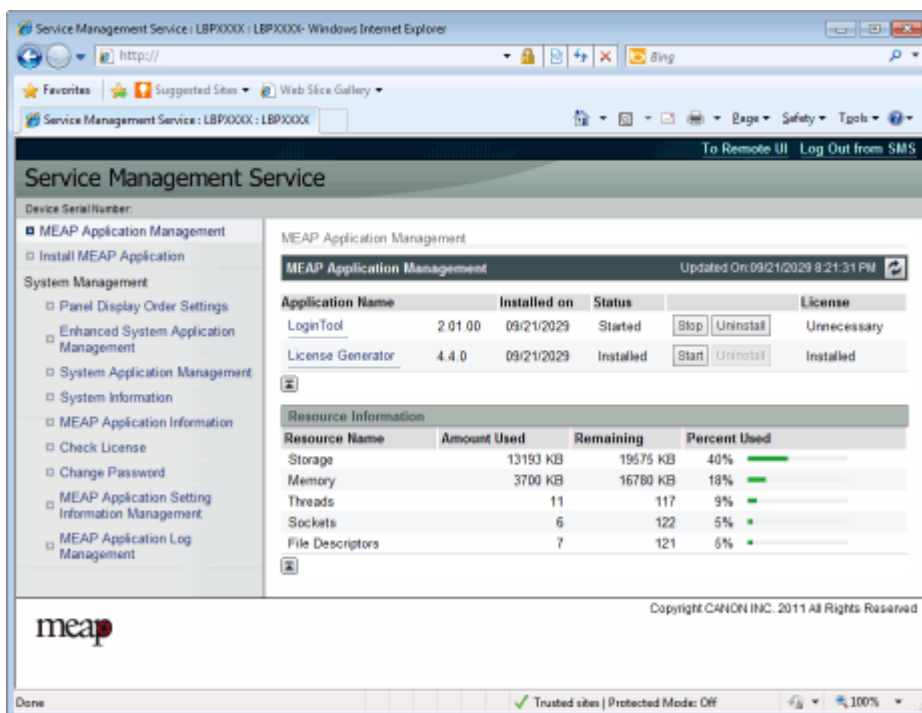 Service Management Service : LBPXXXX : LBPXXXX- Windows Internet Explorer
http://
Bing
Favorites Suggested Sites Web Slice Gallery
Service Management Service : LBPXXXX : LBPXXXX
Page Safety Tools
To Remote UI Log Out from SMS
Service Management Service
Device Serial Number:
MEAP Application Management
Install MEAP Application
System Management
Panel Display Order Settings
Enhanced System Application
Management
System Application Management
System Information
MEAP Application Information
Check License
Change Password
MEAP Application Setting
Information Management
MEAP Application Log
Management
MEAP Application Management
MEAP Application Management Updated On:09/21/2029 8:21:31 PM
Application Name Installed on Status License
LoginTool 2.01.00 09/21/2029 Started Stop Uninstall Unnecessary
License Generator 4.4.0 09/21/2029 Installed Start Uninstall Installed
Resource Information
Resource Name Amount Used Remaining Percent Used
Storage 13193 KB 19575 KB 40%
Memory 3700 KB 16780 KB 18%
Threads 11 117 9%
Sockets 6 122 5%
File Descriptors 7 121 6%
Copyright CANON INC. 2011 All Rights Reserved
meap
Done Trusted sites | Protected Mode: Off 100%